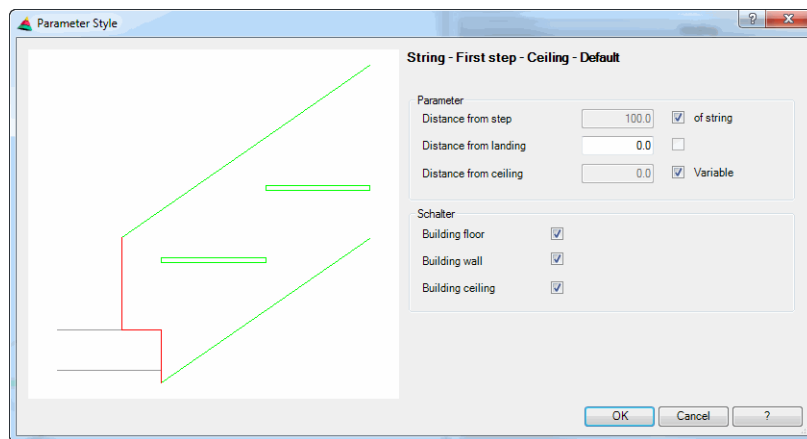 Parameter Style
String - First step - Ceiling - Default
Parameter
Distance from step 100.0 of string
Distance from landing 0.0
Distance from ceiling 0.0 Variable
Schalter
Building floor
Building wall
Building ceiling
OK Cancel ?